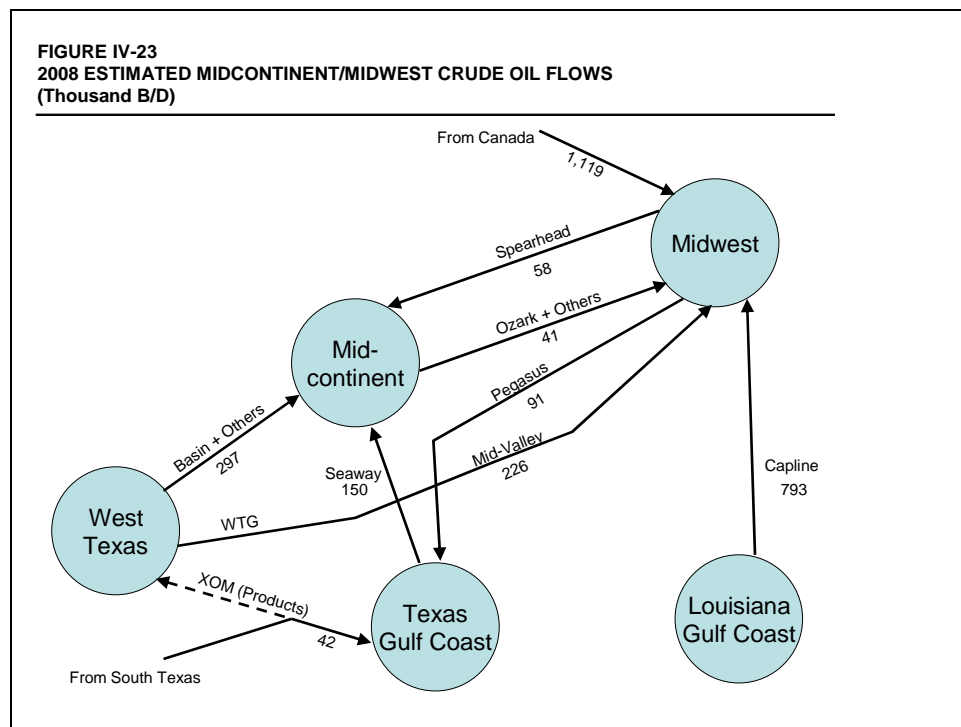 FIGURE IV-23
2008 ESTIMATED MIDCONTINENT/MIDWEST CRUDE OIL FLOWS
(Thousand B/D)
From Canada
1,119
Midwest
Spearhead
58
Ozark + Others
41
Mid-
continent
Pegasus
91
Basin + Others
297
Mid-Valley
226
Seaway
150
Capline
793
West
Texas
WTG
XOM (Products)
42
Texas
Gulf Coast
Louisiana
Gulf Coast
From South Texas